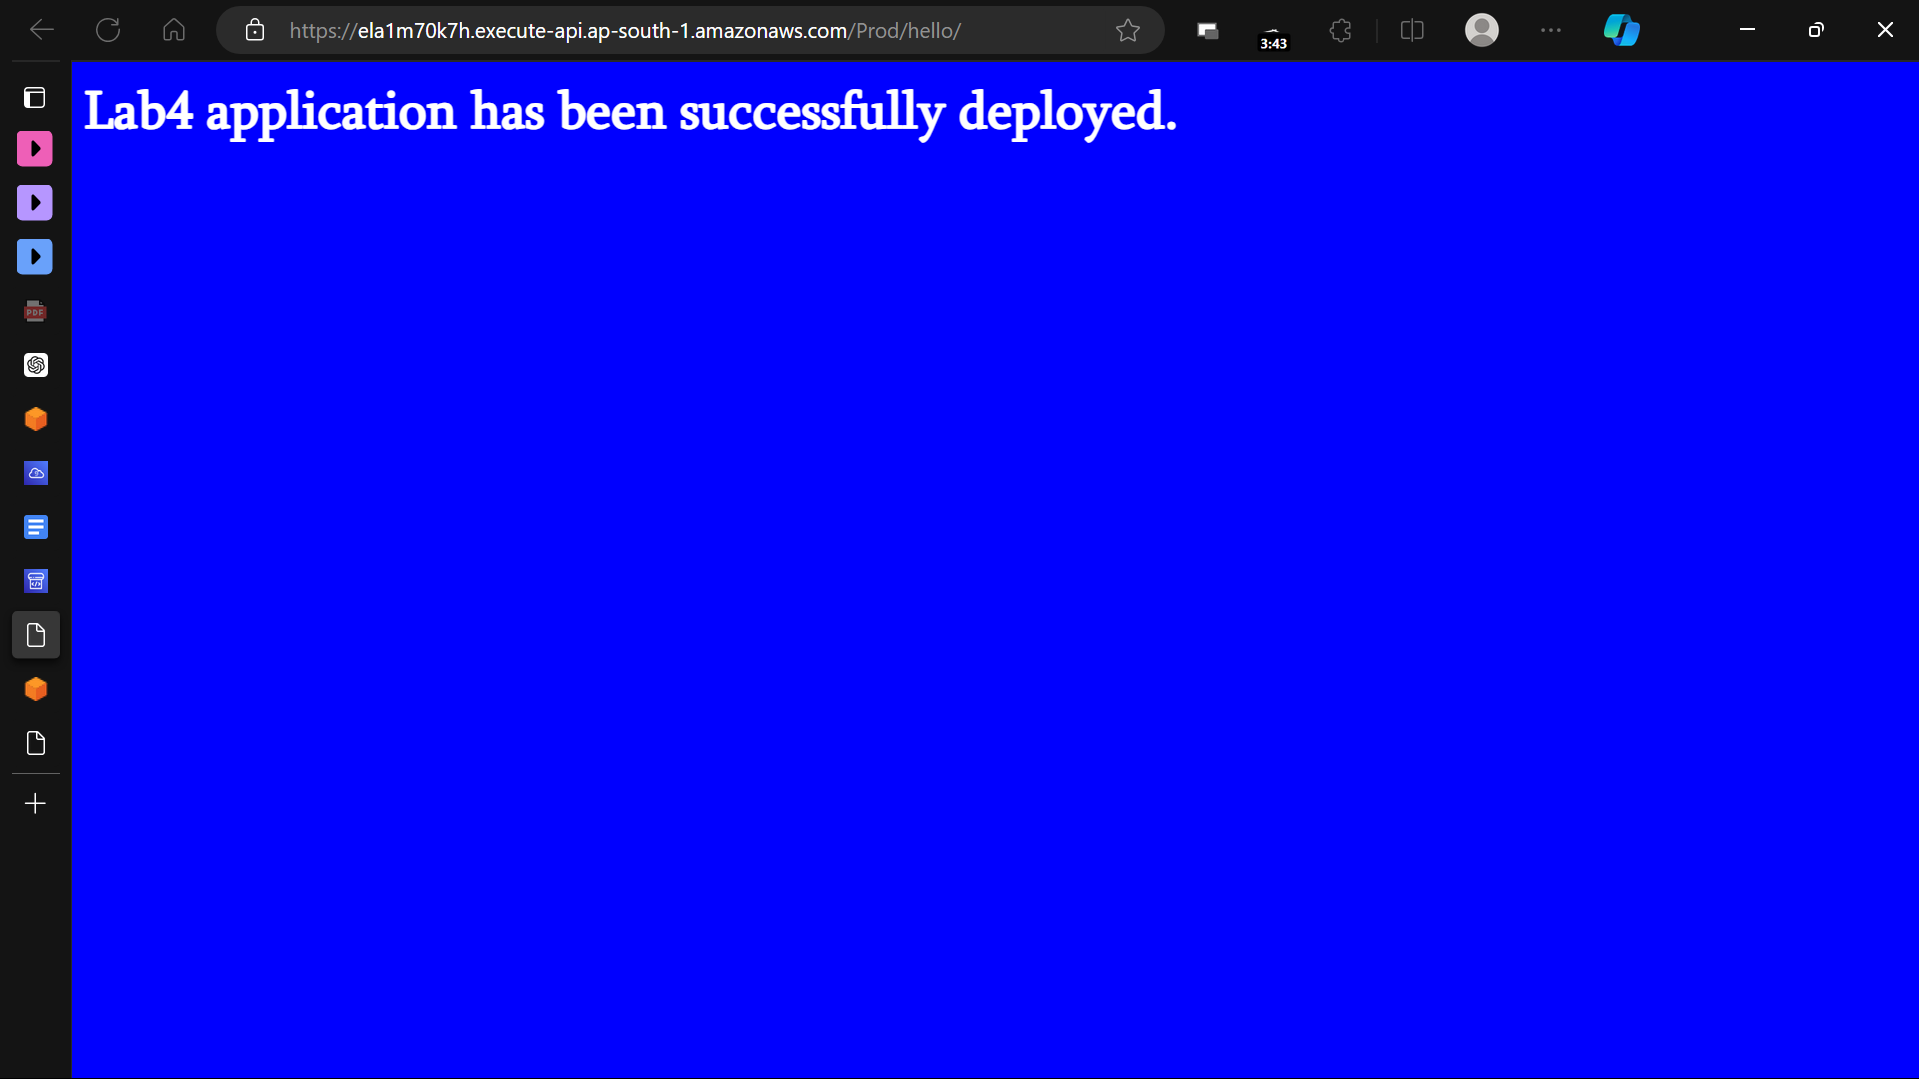 https://ela1m70k7h.execute-api.ap-south-1.amazonaws.com/Prod/hello/
3:43
Lab4 application has been successfully deployed.
PDF